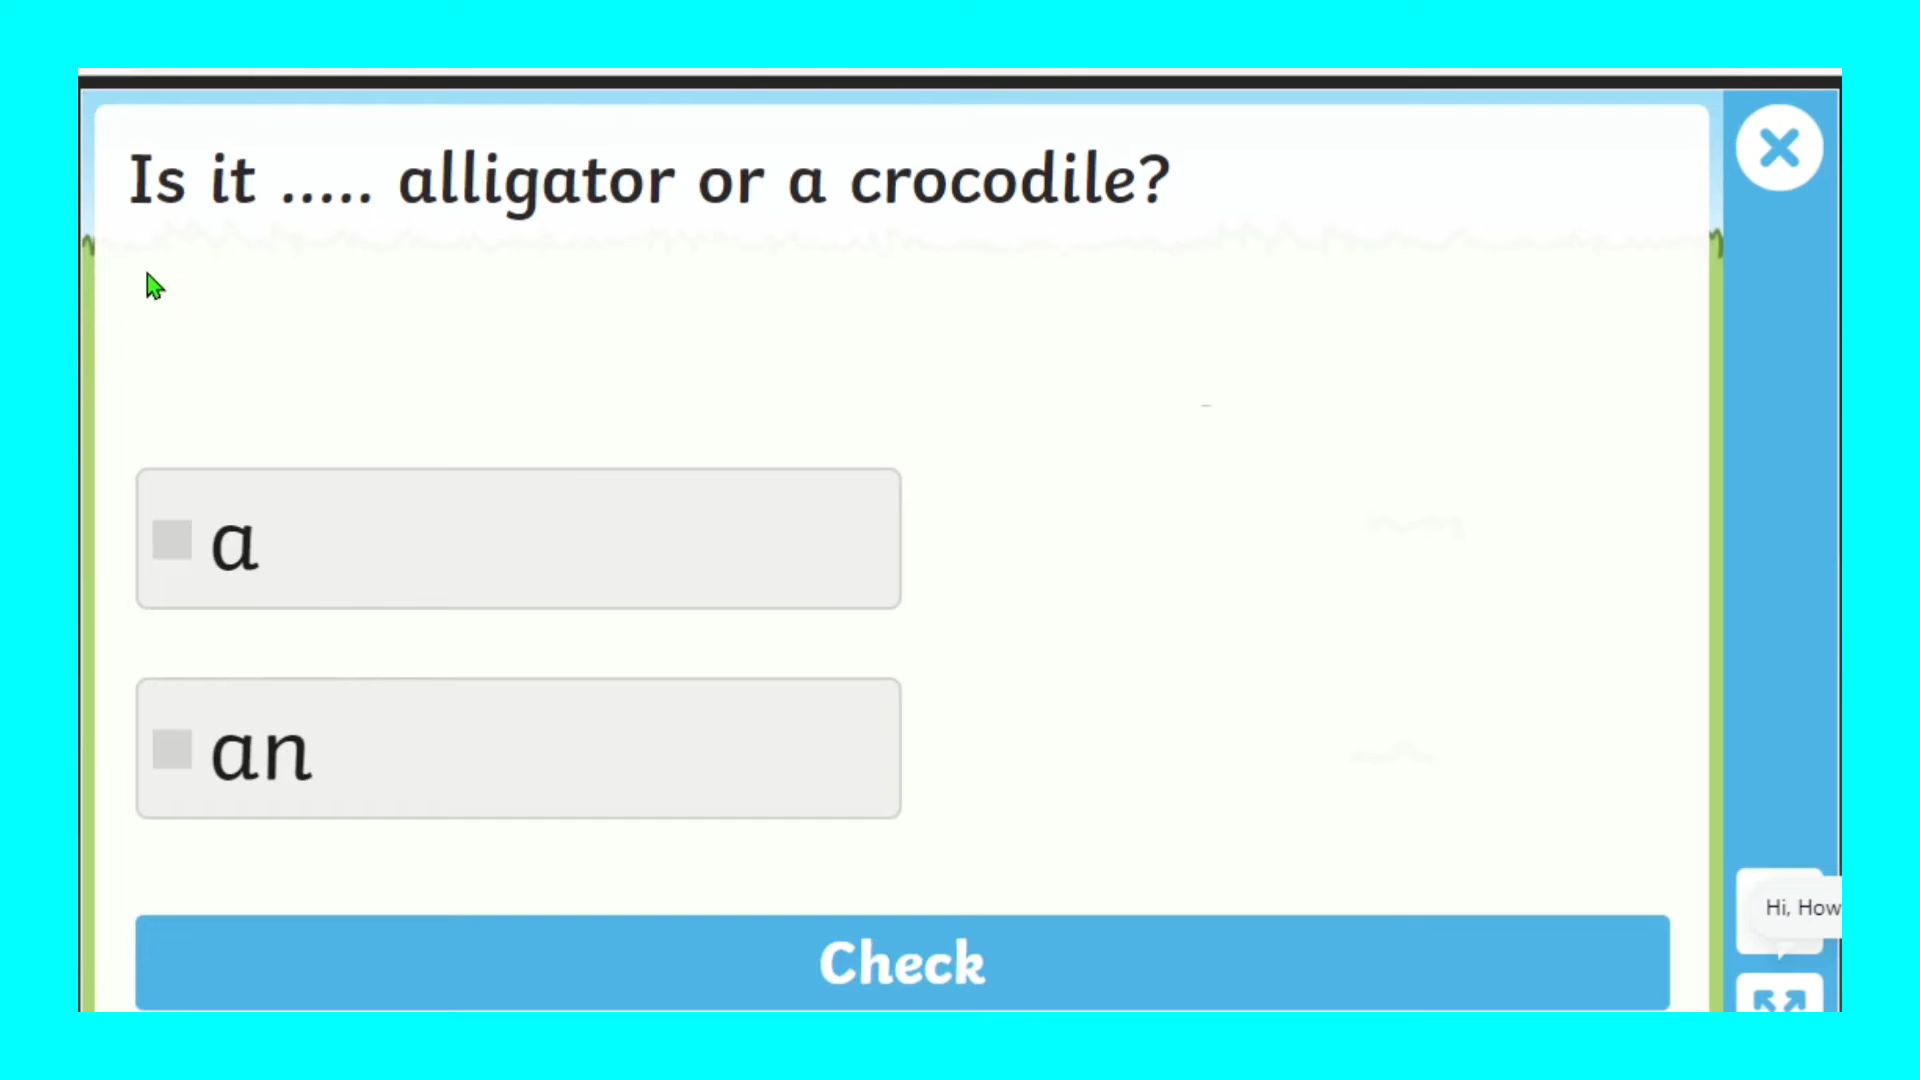 Is it ..... alligator or a crocodile?
a
an
Check
Hi, How